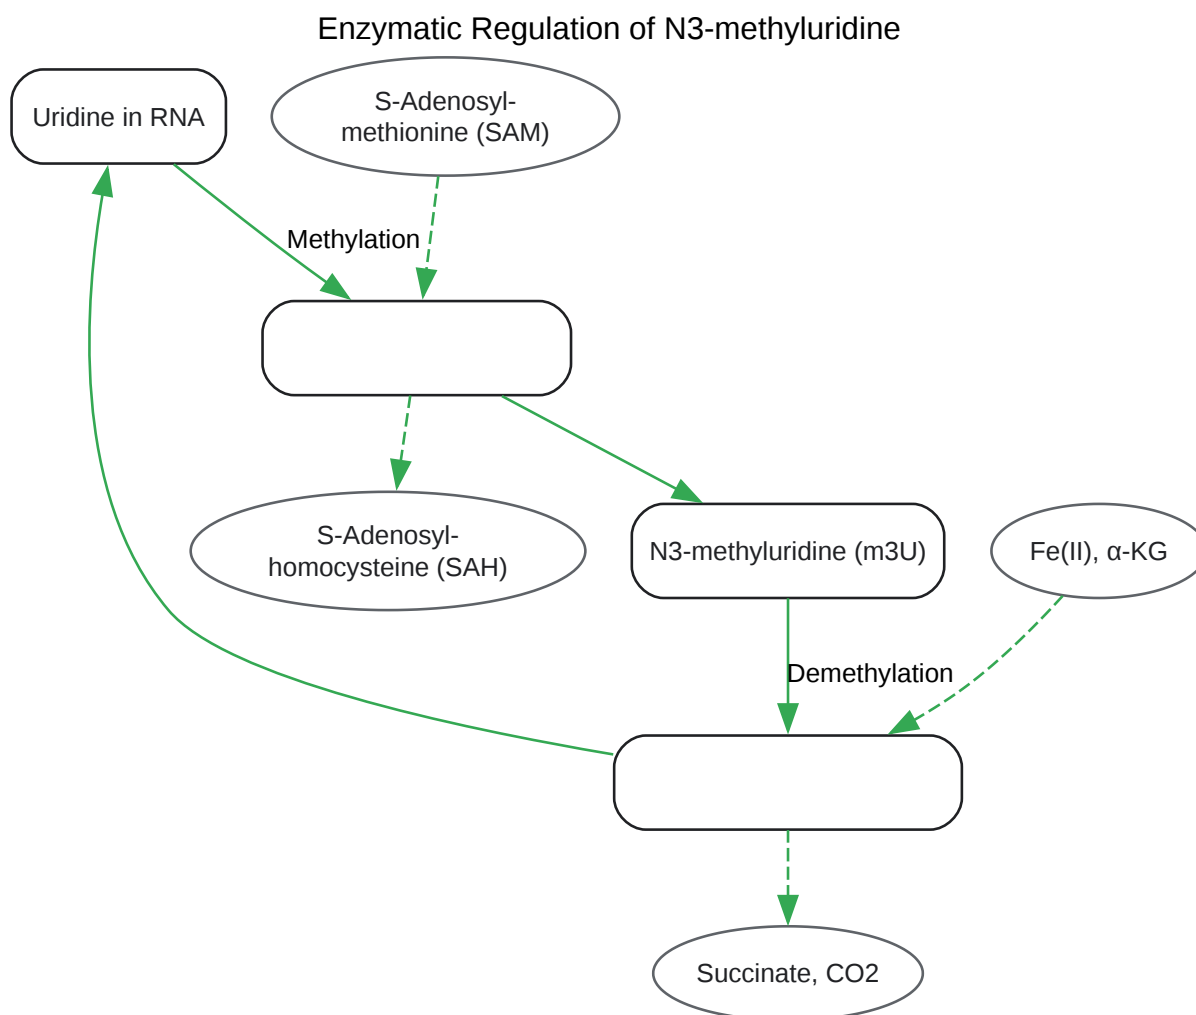 Enzymatic Regulation of N3-methyluridine
Uridine in RNA
S-Adenosyl-
methionine (SAM)
Methylation
S-Adenosyl-
homocysteine (SAH)
N3-methyluridine (m3U)
Fe(II), α-KG
Demethylation
Succinate, CO2